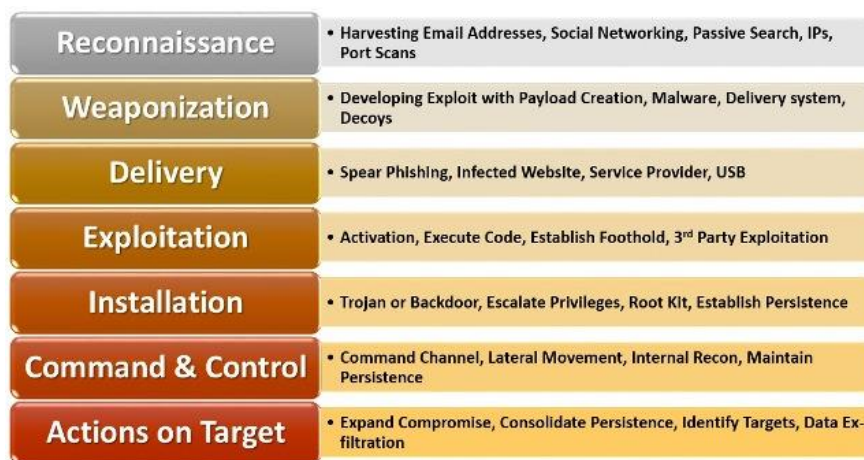 Reconnaissance
• Harvesting Email Addresses, Social Networking, Passive Search, IPs,
Port Scans
Weaponization
• Developing Exploit with Payload Creation, Malware, Delivery system,
Decoys
Delivery
• Spear Phishing, Infected Website, Service Provider, USB
Exploitation
• Activation, Execute Code, Establish Foothold, 3rd Party Exploitation
Installation
• Trojan or Backdoor, Escalate Privileges, Root Kit, Establish Persistence
Command & Control
• Command Channel, Lateral Movement, Internal Recon, Maintain
Persistence
Actions on Target
• Expand Compromise, Consolidate Persistence, Identify Targets, Data Ex-
filtration